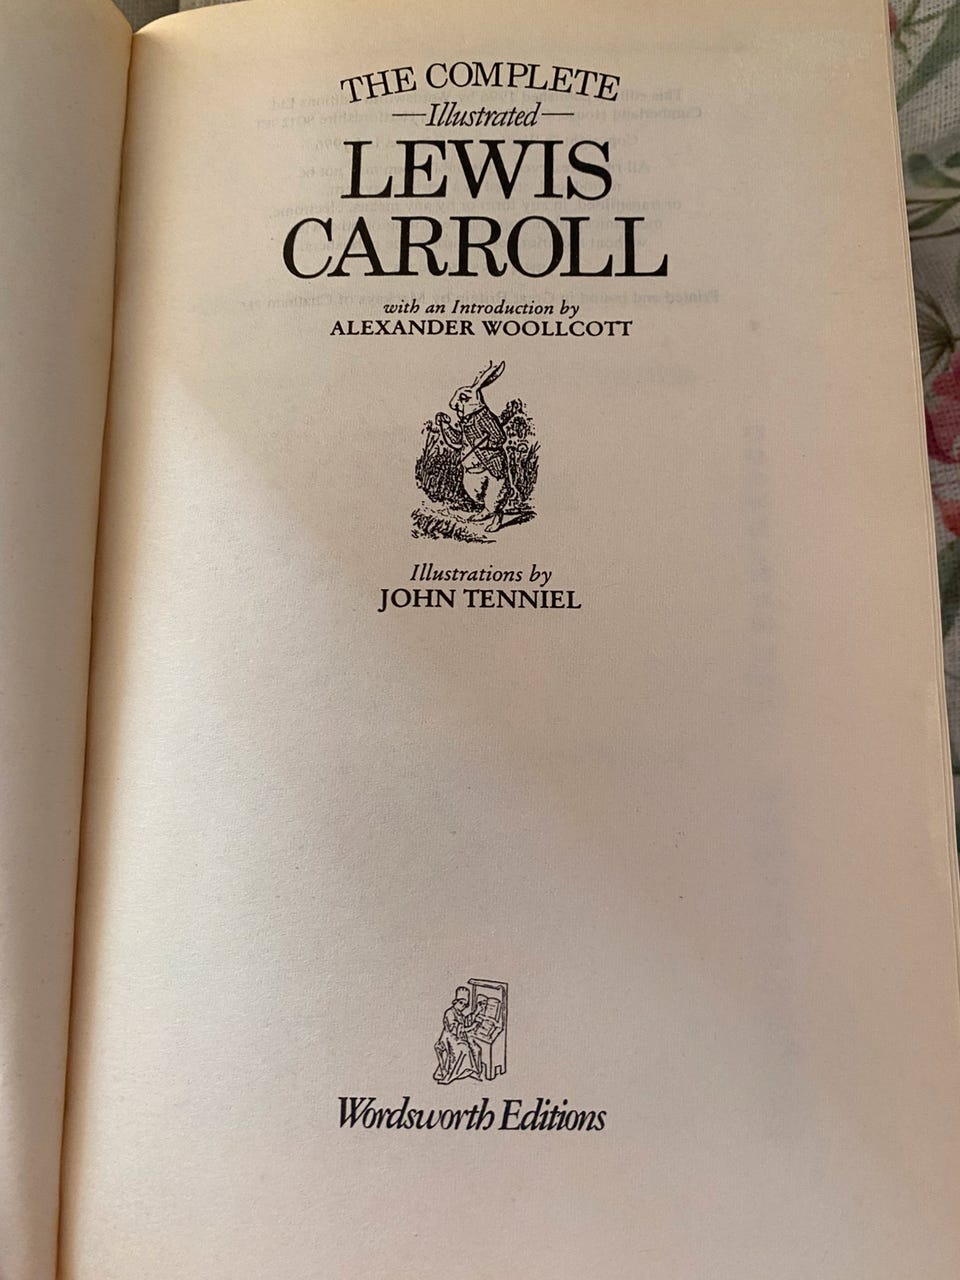 THE COMPLETE
Illustrated
LEWIS
CARROLL
with an Introduction by
ALEXANDER WOOLLCOTT
Illustrations by
JOHN TENNIEL
Wordsworth Editions